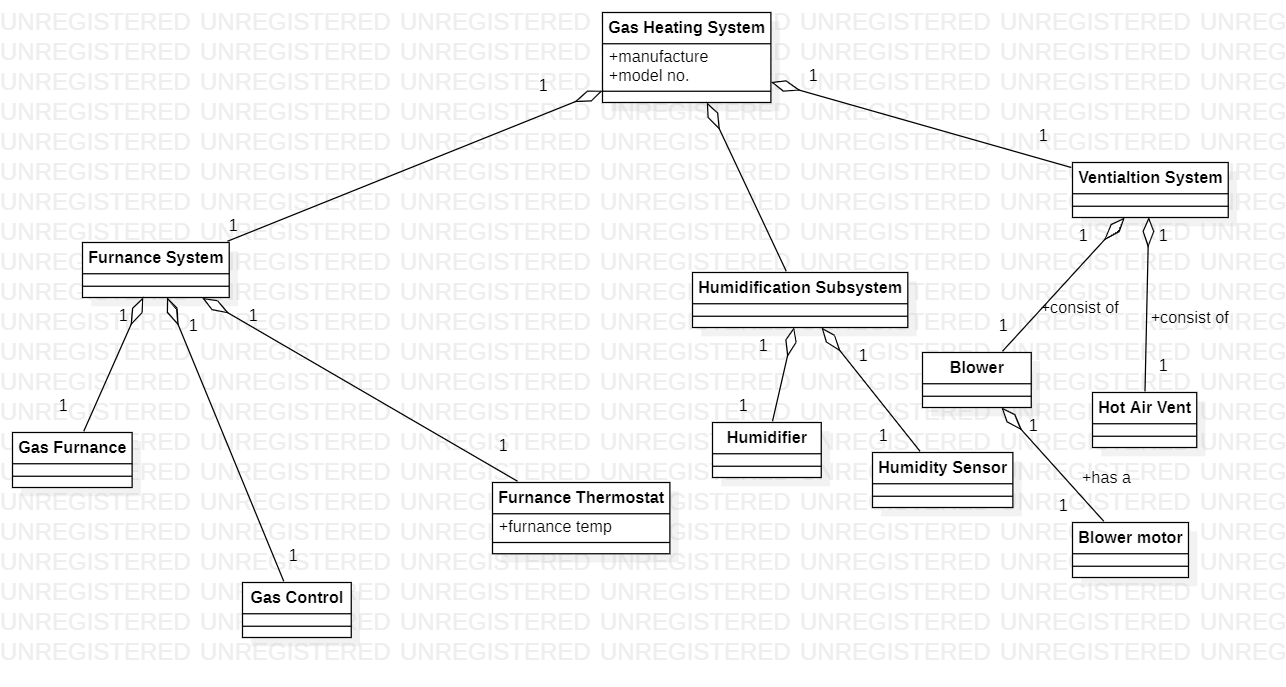 Gas Heating System
+manufacture
+model no.
1
1
1
1
Ventialtion System
Furnance System
1
1
1
1
1
Humidification Subsystem
+consist of
+consist of
1
1
1
1
1
Blower
Hot Air Vent
1
1
1
1
1
Gas Furnance
Humidifier
Humidity Sensor
+has a
1
Furnance Thermostat
+furnance temp
Blower motor
1
Gas Control
UNREGISTERED